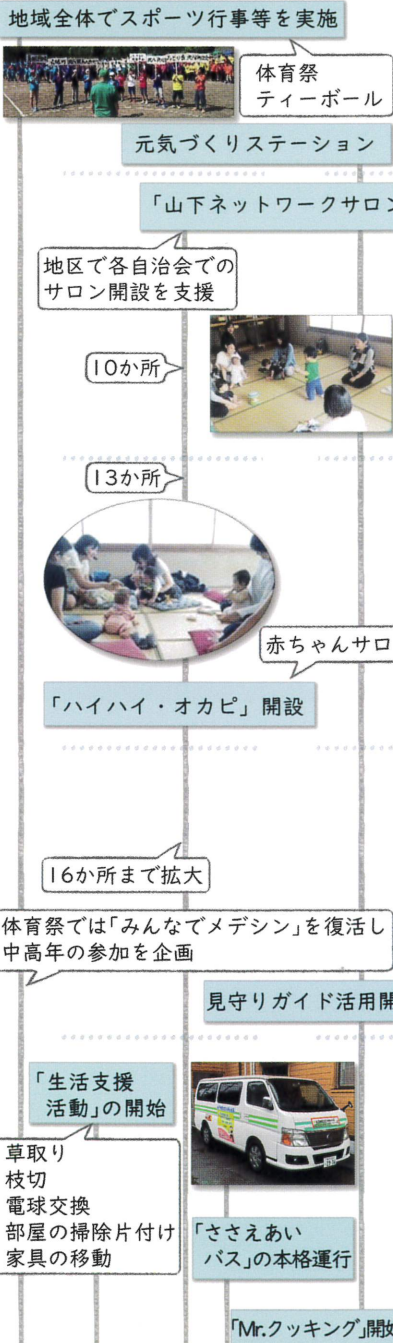 地域全体でスポーツ行事等を実施
体育祭
ティーボール
元気づくりステーション
「山下ネットワークサロン
地区で各自治会での
サロン開設を支援
10か所
13か所
赤ちゃんサロ
「ハイハイ・オカピ」開設
16か所まで拡大
体育祭では「みんなでメデシン」を復活し
中高年の参加を企画
見守りガイド活用開
「生活支援
活動」の開始
草取り
枝切
電球交換
部屋の掃除片付け
家具の移動
「ささえあい
バス」の本格運行
「Mr.クッキング」開始